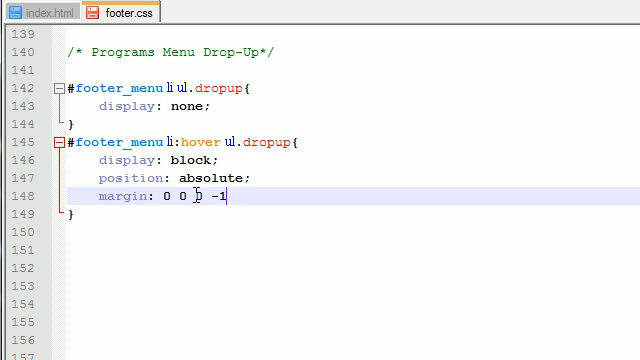 index.html footer.css
139
140 /* Programs Menu Drop-Up*/
141
142 #footer_menu li ul.dropup{
143 display: none;
144 }
145 #footer_menu li:hover ul.dropup{
146 display: block;
147 position: absolute;
148 margin: 0 0 0 -1
149 }
150
151
152
153
154
155
156
157